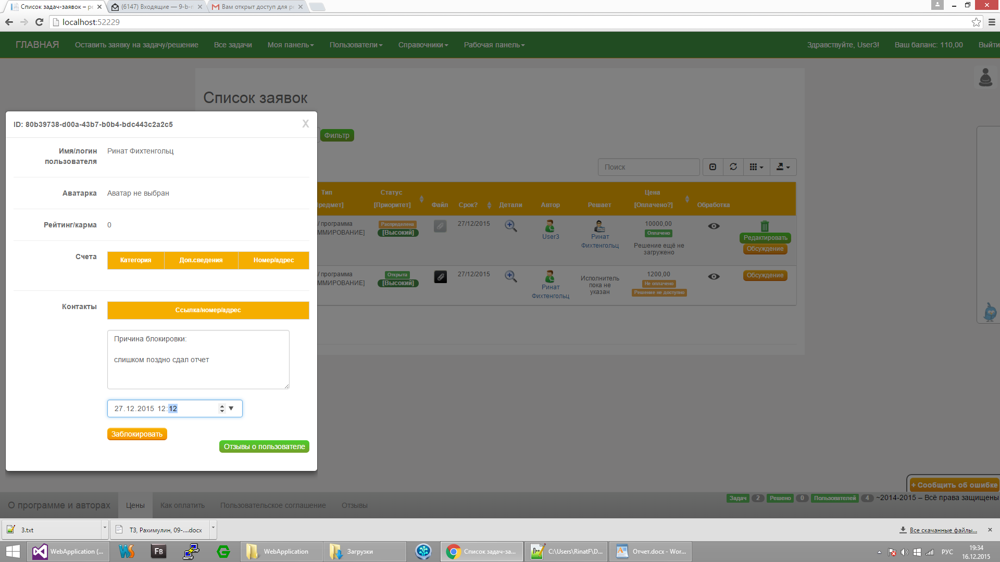 Список задач-заявок – ре
(6147) Входящие — 9-b-r
Вам открыт доступ для ре
localhost:52229
ГЛАВНАЯ
Оставить заявку на задачу/решение
Все задачи
Моя панель
Пользователи
Справочники
Рабочая панель
Здравствуйте, User3!
Ваш баланс: 110,00
Выйти
Список заявок
Фильтр
Поиск
Тип
редмет]
Статус
[Приоритет]
Файл
Срок?
Детали
Автор
Решает
Цена
[Оплачено?]
Обработка
/ программа
ММИРОВАНИЕ]
Распределена
[Высокий]
27/12/2015
User3
Ринат
Фихтенгольц
10000,00
Оплачено
Решение ещё не
загружено
Редактировать
Обсуждение
/ программа
ММИРОВАНИЕ]
Открыта
[Высокий]
27/12/2015
Ринат
Фихтенгольц
Исполнитель
пока не
указан
1200,00
Не оплачено
Решение не доступно
Обсуждение
ID: 80b39738-d00a-43b7-b0b4-bdc443c2a2c5
X
Имя/логин
пользователя
Ринат Фихтенгольц
Аватарка
Аватар не выбран
Рейтинг/карма
0
Счета
Категория
Доп.сведения
Номер/адрес
Контакты
Ссылка/номер/адрес
Причина блокировки:
слишком поздно сдал отчет
27.12.2015 12:12
Заблокировать
Отзывы о пользователе
+ Сообщить об ошибке
О программе и авторах
Цены
Как оплатить
Пользовательское соглашение
Отзывы
Задач 2 Решено 0 Пользователей 4 ~2014-2015 – Всё права защищены
3.txt
ТЗ, Рахимулин, 09-....docx
Все скачанные файлы...
WebApplication (...
FB
WebApplication
Загрузки
Список задач-за...
C:\Users\RinatF\D...
Отчет.docx - Wor...
РУС
19:34
16.12.2015